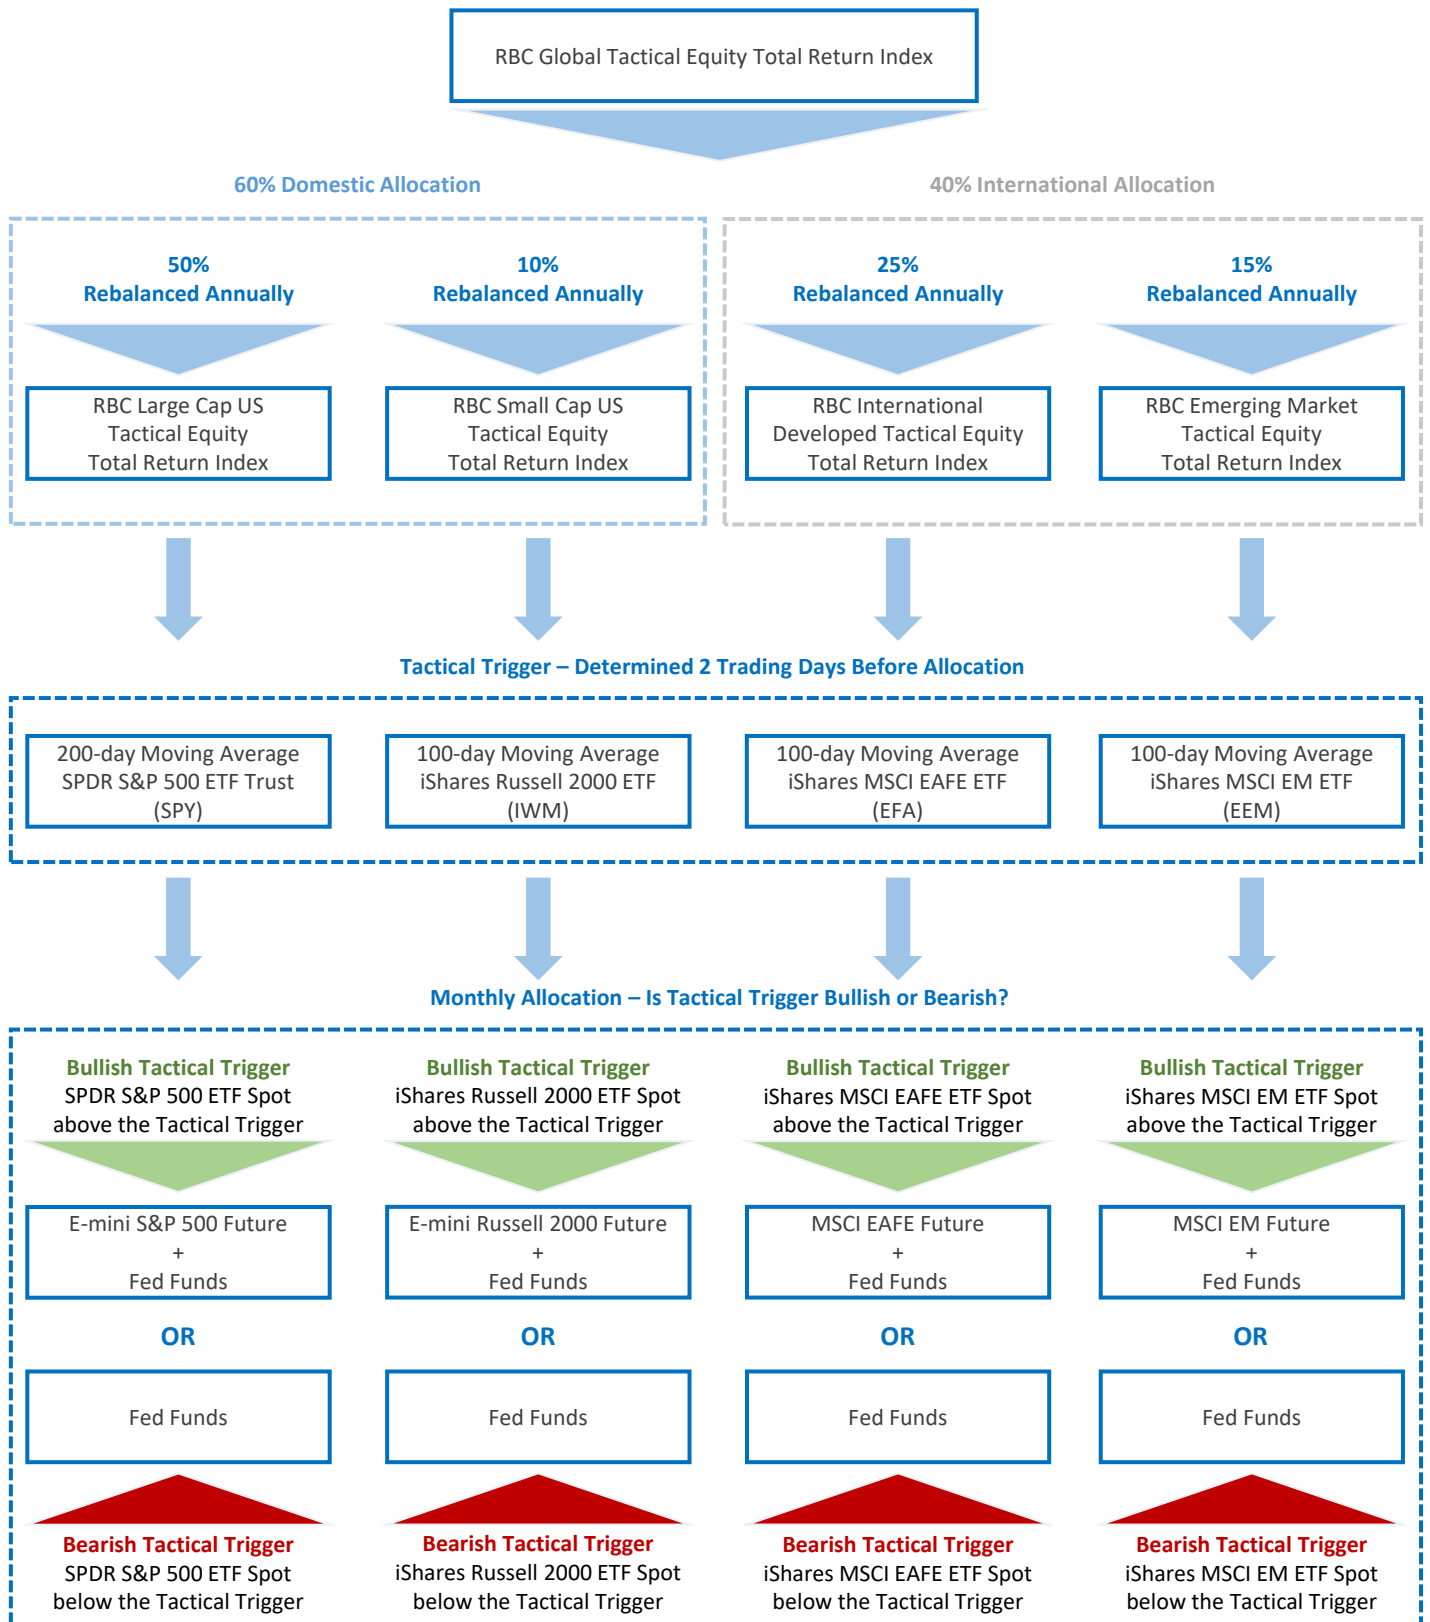 RBC Global Tactical Equity Total Return Index
60% Domestic Allocation
40% International Allocation
50%
Rebalanced Annually
10%
Rebalanced Annually
25%
Rebalanced Annually
15%
Rebalanced Annually
RBC Large Cap US
Tactical Equity
Total Return Index
RBC Small Cap US
Tactical Equity
Total Return Index
RBC International
Developed Tactical Equity
Total Return Index
RBC Emerging Market
Tactical Equity
Total Return Index
Tactical Trigger – Determined 2 Trading Days Before Allocation
200-day Moving Average
SPDR S&P 500 ETF Trust
(SPY)
100-day Moving Average
iShares Russell 2000 ETF
(IWM)
100-day Moving Average
iShares MSCI EAFE ETF
(EFA)
100-day Moving Average
iShares MSCI EM ETF
(EEM)
Monthly Allocation – Is Tactical Trigger Bullish or Bearish?
Bullish Tactical Trigger
SPDR S&P 500 ETF Spot
above the Tactical Trigger
Bullish Tactical Trigger
iShares Russell 2000 ETF Spot
above the Tactical Trigger
Bullish Tactical Trigger
iShares MSCI EAFE ETF Spot
above the Tactical Trigger
Bullish Tactical Trigger
iShares MSCI EM ETF Spot
above the Tactical Trigger
E-mini S&P 500 Future
+
Fed Funds
E-mini Russell 2000 Future
+
Fed Funds
MSCI EAFE Future
+
Fed Funds
MSCI EM Future
+
Fed Funds
OR
OR
OR
OR
Fed Funds
Fed Funds
Fed Funds
Fed Funds
Bearish Tactical Trigger
SPDR S&P 500 ETF Spot
below the Tactical Trigger
Bearish Tactical Trigger
iShares Russell 2000 ETF Spot
below the Tactical Trigger
Bearish Tactical Trigger
iShares MSCI EAFE ETF Spot
below the Tactical Trigger
Bearish Tactical Trigger
iShares MSCI EM ETF Spot
below the Tactical Trigger